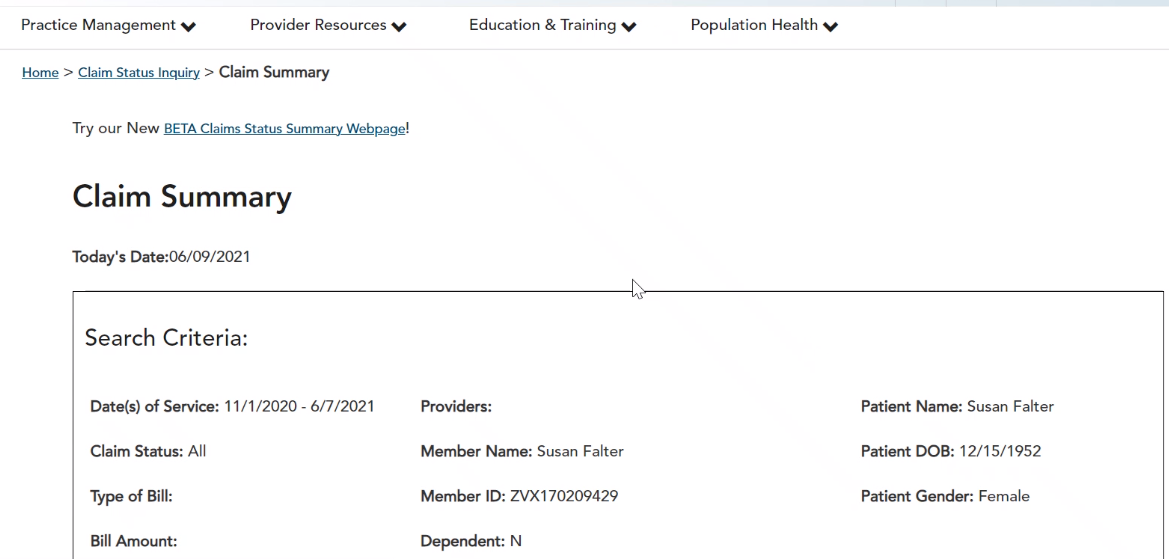 Practice Management Provider Resources Education & Training Population Health
Home > Claim Status Inquiry > Claim Summary
Try our New BETA Claims Status Summary Webpage!
Claim Summary
Today's Date:06/09/2021
Search Criteria:
Date(s) of Service: 11/1/2020 - 6/7/2021 Providers: Patient Name: Susan Falter
Claim Status: All Member Name: Susan Falter Patient DOB: 12/15/1952
Type of Bill: Member ID: ZVX170209429 Patient Gender: Female
Bill Amount: Dependent: N